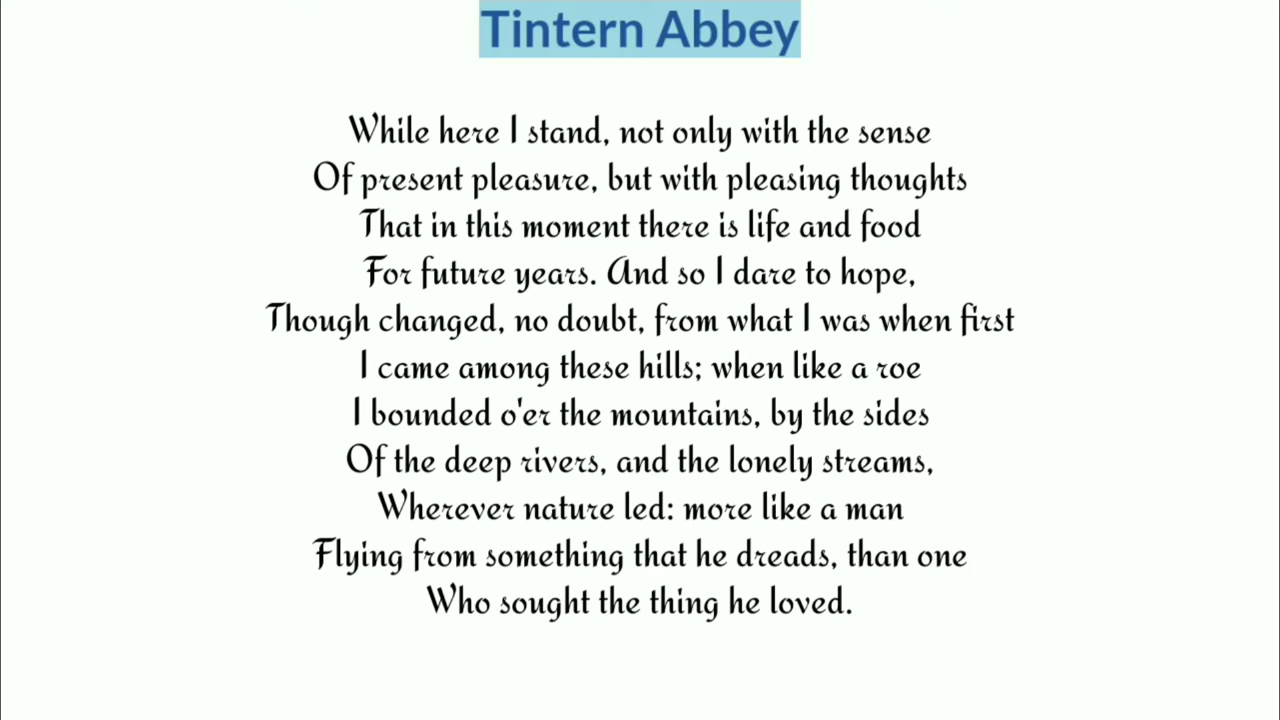 Tintern Abbey
While here I stand, not only with the sense
Of present pleasure, but with pleasing thoughts
That in this moment there is life and food
For future years. And so I dare to hope,
Though changed, no doubt, from what I was when first
I came among these hills; when like a roe
I bounded o'er the mountains, by the sides
Of the deep rivers, and the lonely streams,
Wherever nature led: more like a man
Flying from something that he dreads, than one
Who sought the thing he loved.